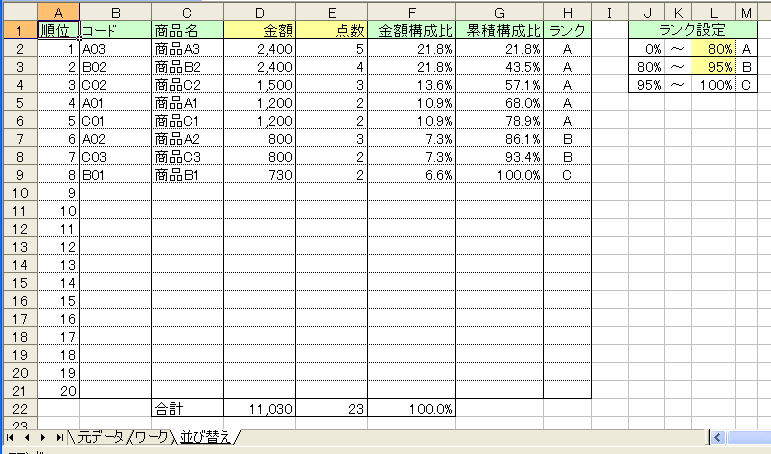 A B C D E F G H I J K L M
1 順位 コード 商品名 金額 点数 金額構成比 累積構成比 ランク ランク設定
2 1 A03 商品A3 2,400 5 21.8% 21.8% A 0% ～ 80% A
3 2 B02 商品B2 2,400 4 21.8% 43.5% A 80% ～ 95% B
4 3 C02 商品C2 1,500 3 13.6% 57.1% A 95% ～ 100% C
5 4 A01 商品A1 1,200 2 10.9% 68.0% A
6 5 C01 商品C1 1,200 2 10.9% 78.9% A
7 6 A02 商品A2 800 3 7.3% 86.1% B
8 7 C03 商品C3 800 2 7.3% 93.4% B
9 8 B01 商品B1 730 2 6.6% 100.0% C
10 9
11 10
12 11
13 12
14 13
15 14
16 15
17 16
18 17
19 18
20 19
21 20
22 合計 11,030 23 100.0%
23
元データ ワーク 並び替え